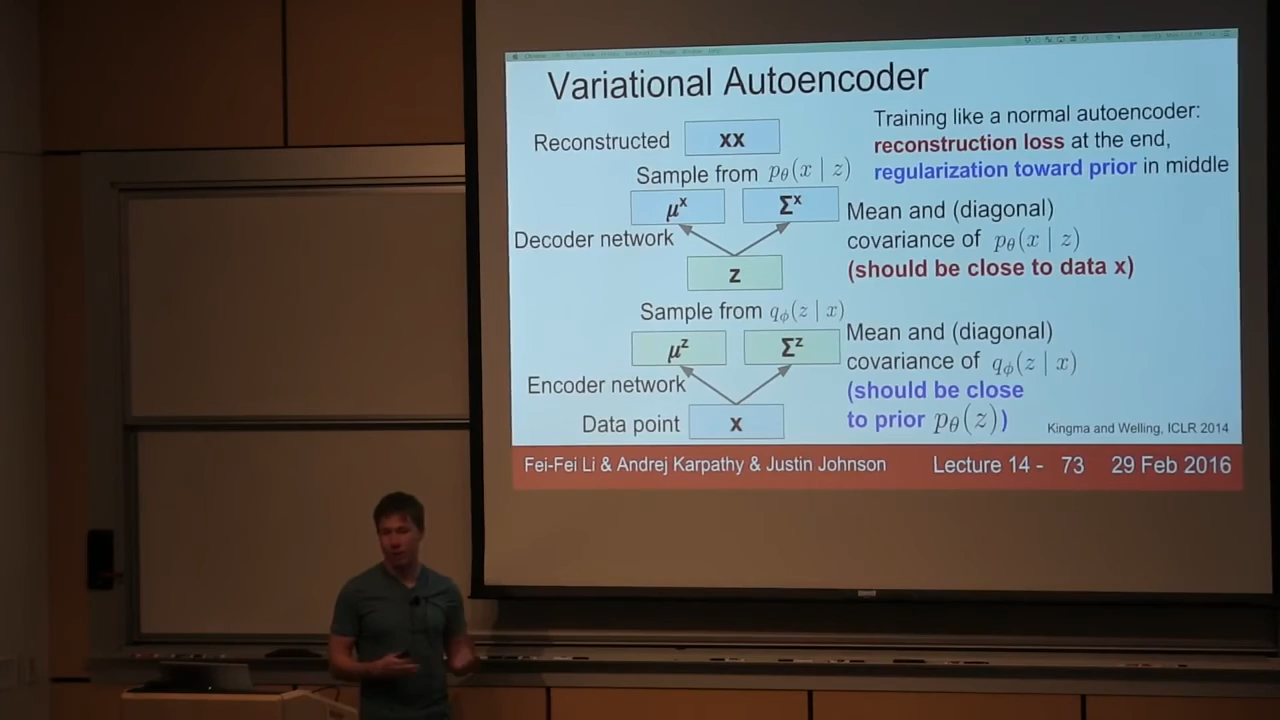 Variational Autoencoder
Reconstructed
xx
Training like a normal autoencoder:
reconstruction loss at the end,
regularization toward prior in middle
Sample from pθ(x | z)
μˣ
Σˣ
Mean and (diagonal)
covariance of pθ(x | z)
(should be close to data x)
Decoder network
z
Sample from qϕ(z | x)
μᶻ
Σᶻ
Mean and (diagonal)
covariance of qϕ(z | x)
(should be close
to prior pθ(z))
Encoder network
Data point
x
Kingma and Welling, ICLR 2014
Fei-Fei Li & Andrej Karpathy & Justin Johnson
Lecture 14 - 73
29 Feb 2016